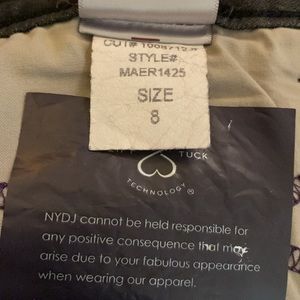 CUT#
STYLE#
MAER1425
SIZE
8
TUCK
TECHNOLOGY®
NYDJ cannot be held responsible for
any positive consequence that may
arise due to your fabulous appearance
when wearing our apparel.